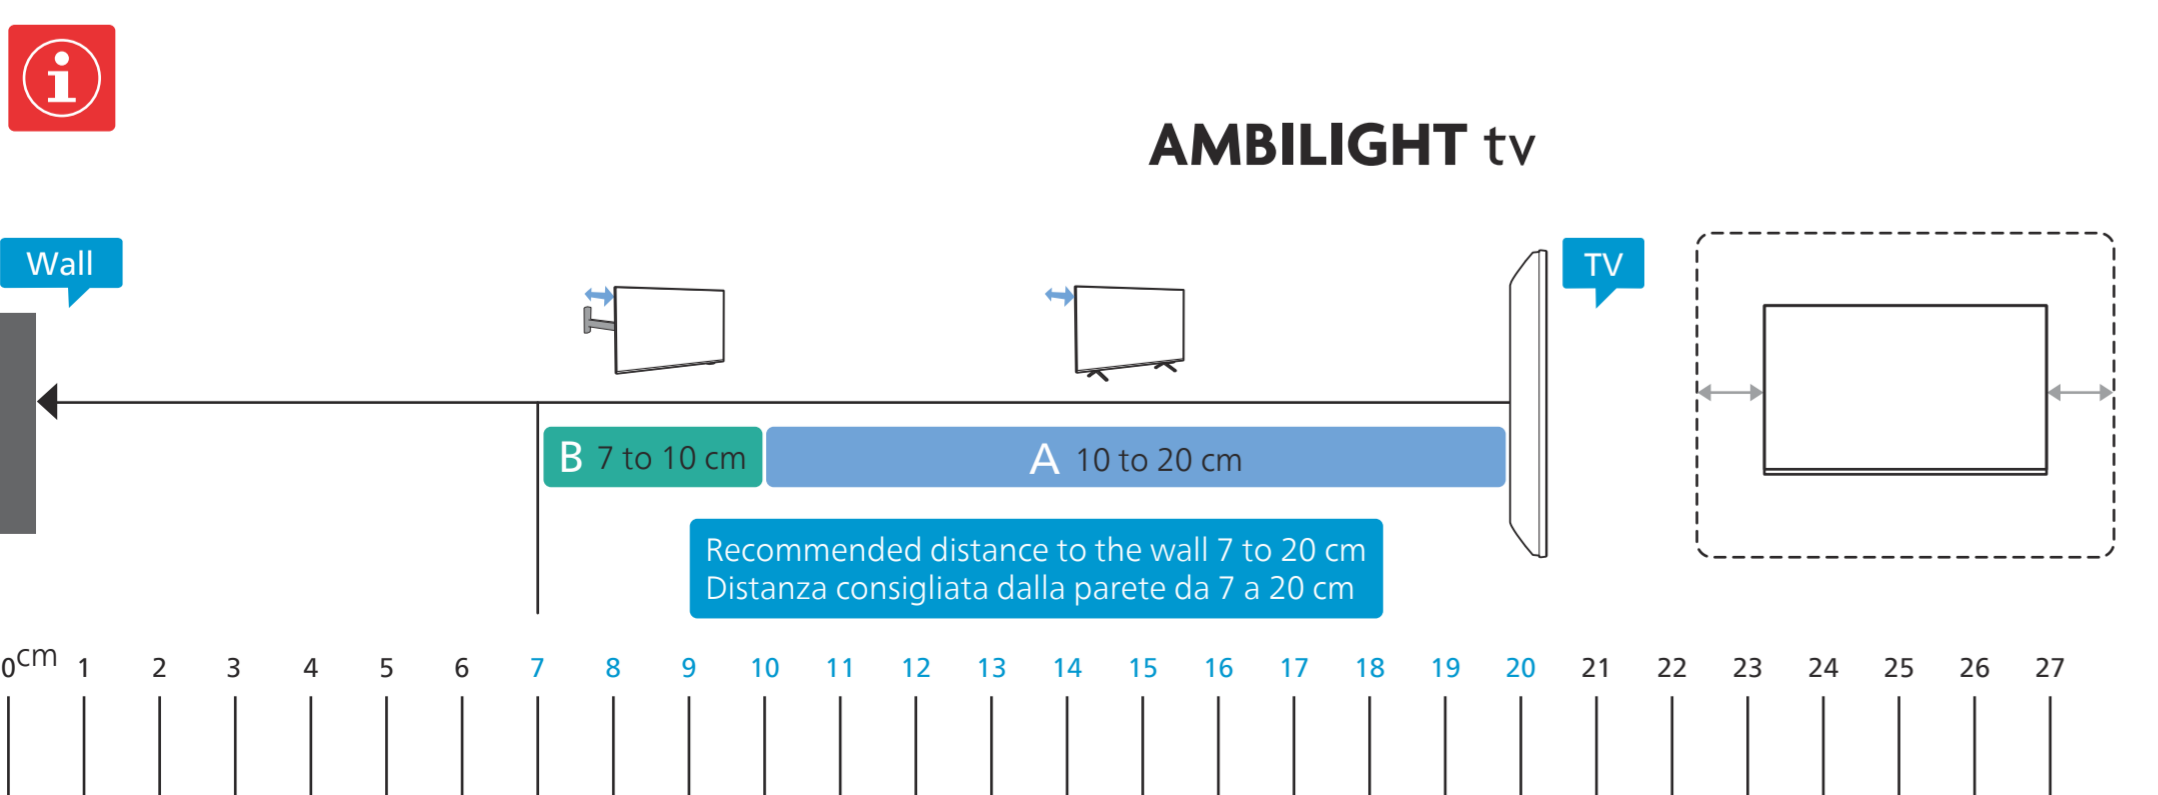 i
AMBILIGHT tv
Wall
TV
B 7 to 10 cm
A 10 to 20 cm
Recommended distance to the wall 7 to 20 cm
Distanza consigliata dalla parete da 7 a 20 cm
0cm 1 2 3 4 5 6 7 8 9 10 11 12 13 14 15 16 17 18 19 20 21 22 23 24 25 26 27